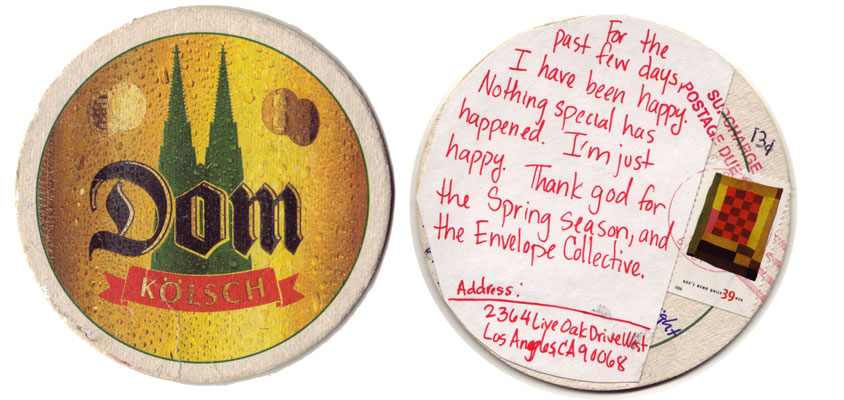 Dom
KÖLSCH
For the
past few days,
I have been happy.
Nothing special has
happened. I'm just
happy. Thank god for
the Spring season, and
the Envelope Collective.
Address:
2364 Live Oak Drive West
Los Angeles, CA 90068
SURCHARGE
POSTAGE DUE
13¢
39 USA
ght